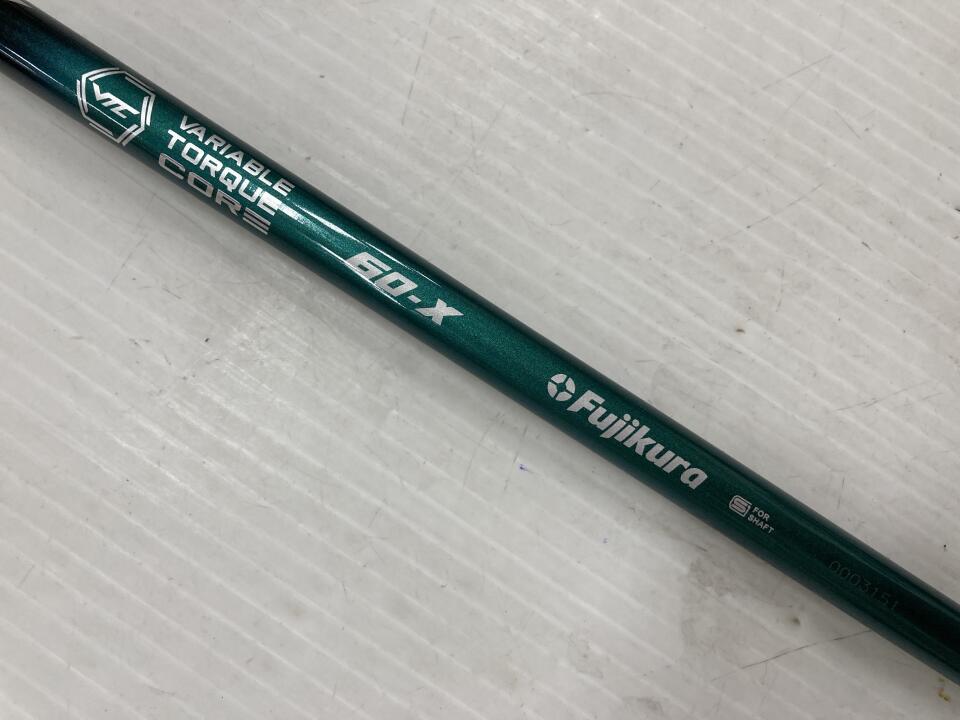 VTC
VARIABLE
TORQUE
CORE
60-X
Fujikura
S FOR
SHAFT
0003151